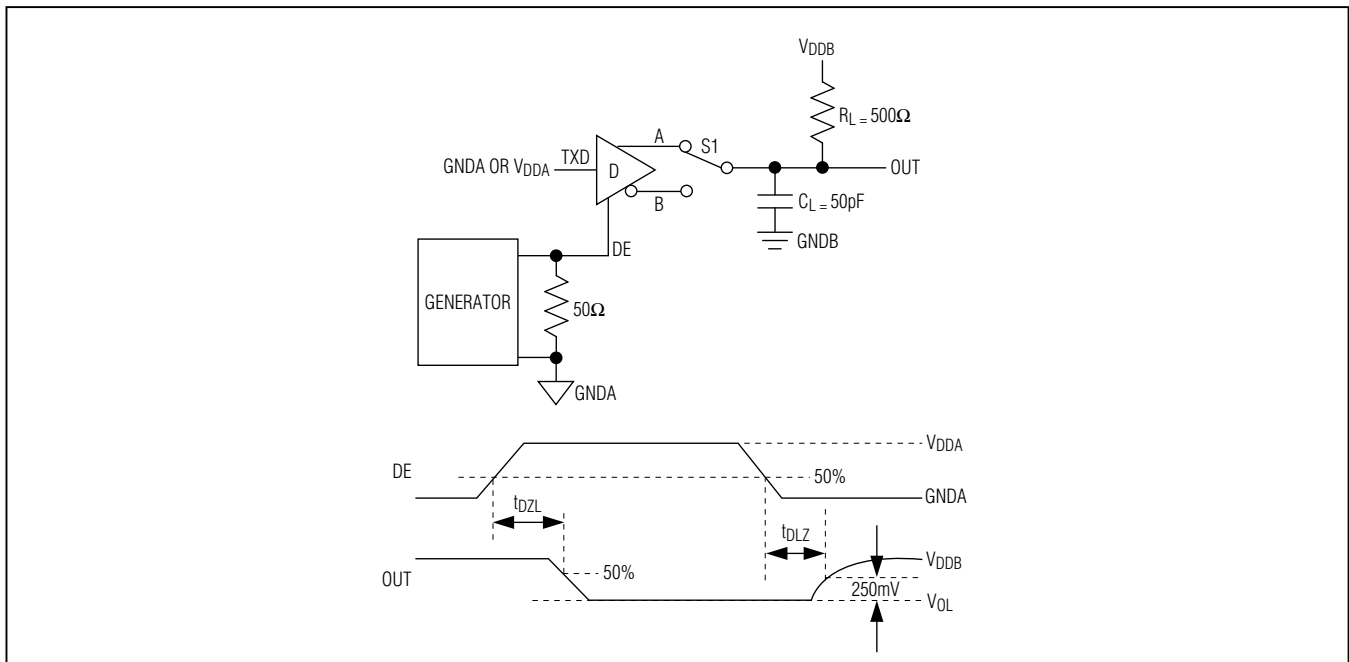 VDDB
RL = 500Ω
A
S1
GNDA OR VDDA
TXD
D
OUT
B
CL = 50pF
GNDB
DE
GENERATOR
50Ω
GNDA
VDDA
DE
50%
GNDA
tDZL
tDLZ
VDDB
OUT
50%
250mV
VOL